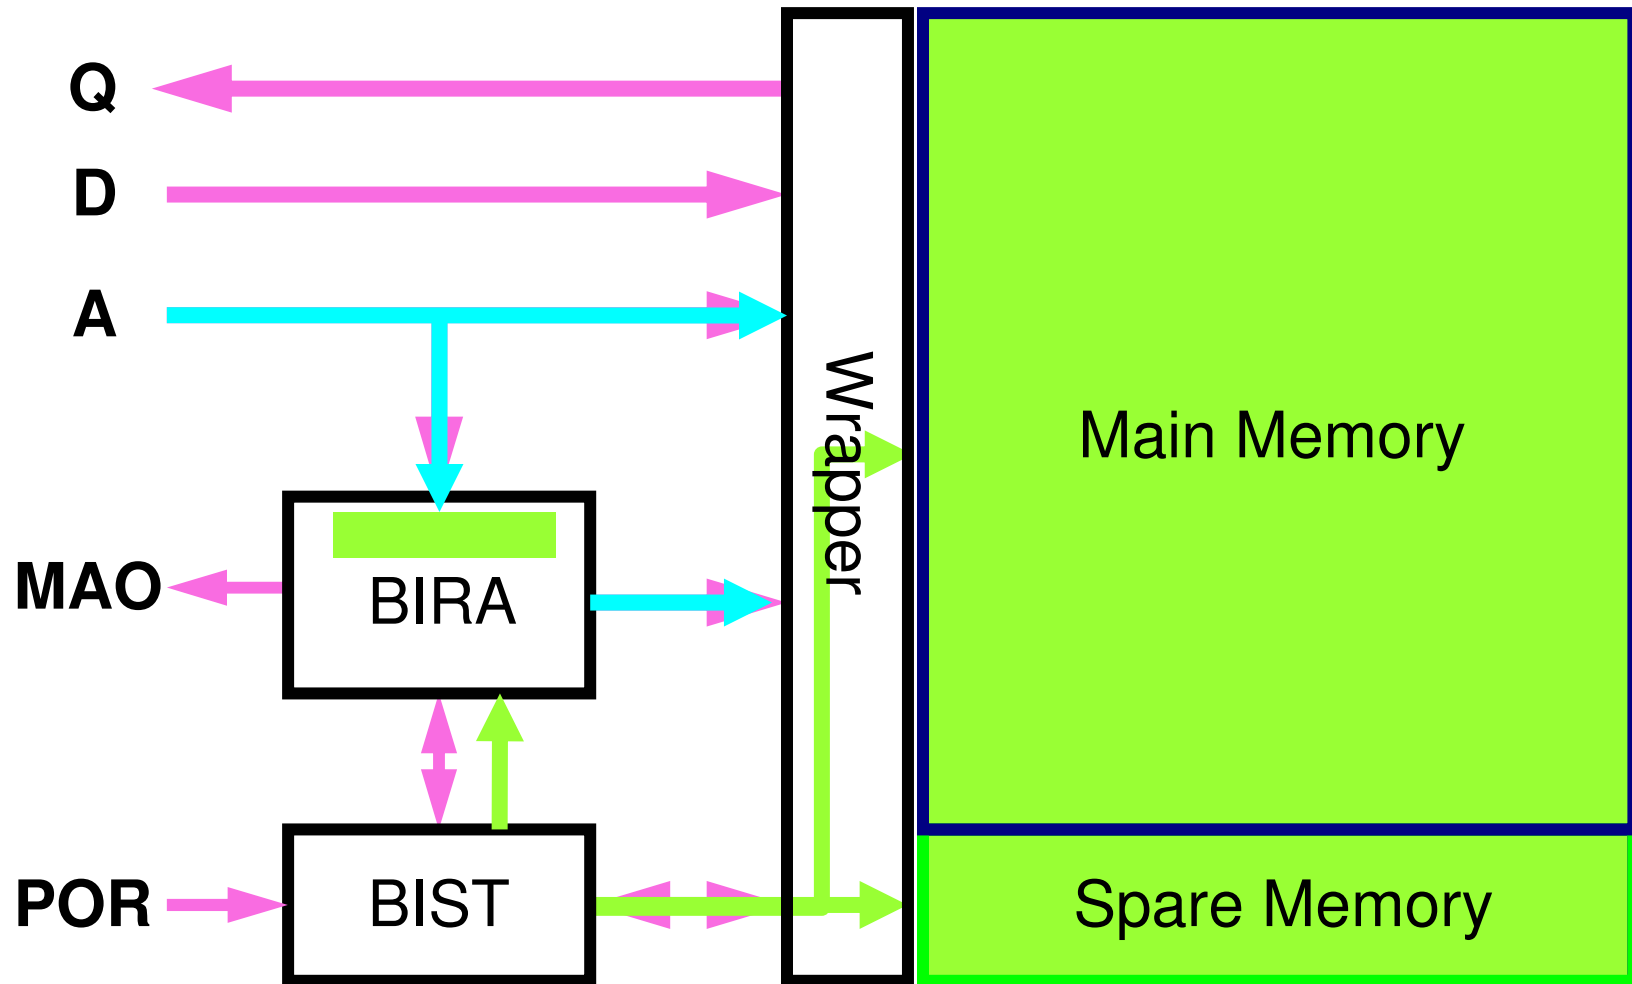 Q
D
A
Wrapper
Main Memory
MAO
BIRA
POR
BIST
Spare Memory